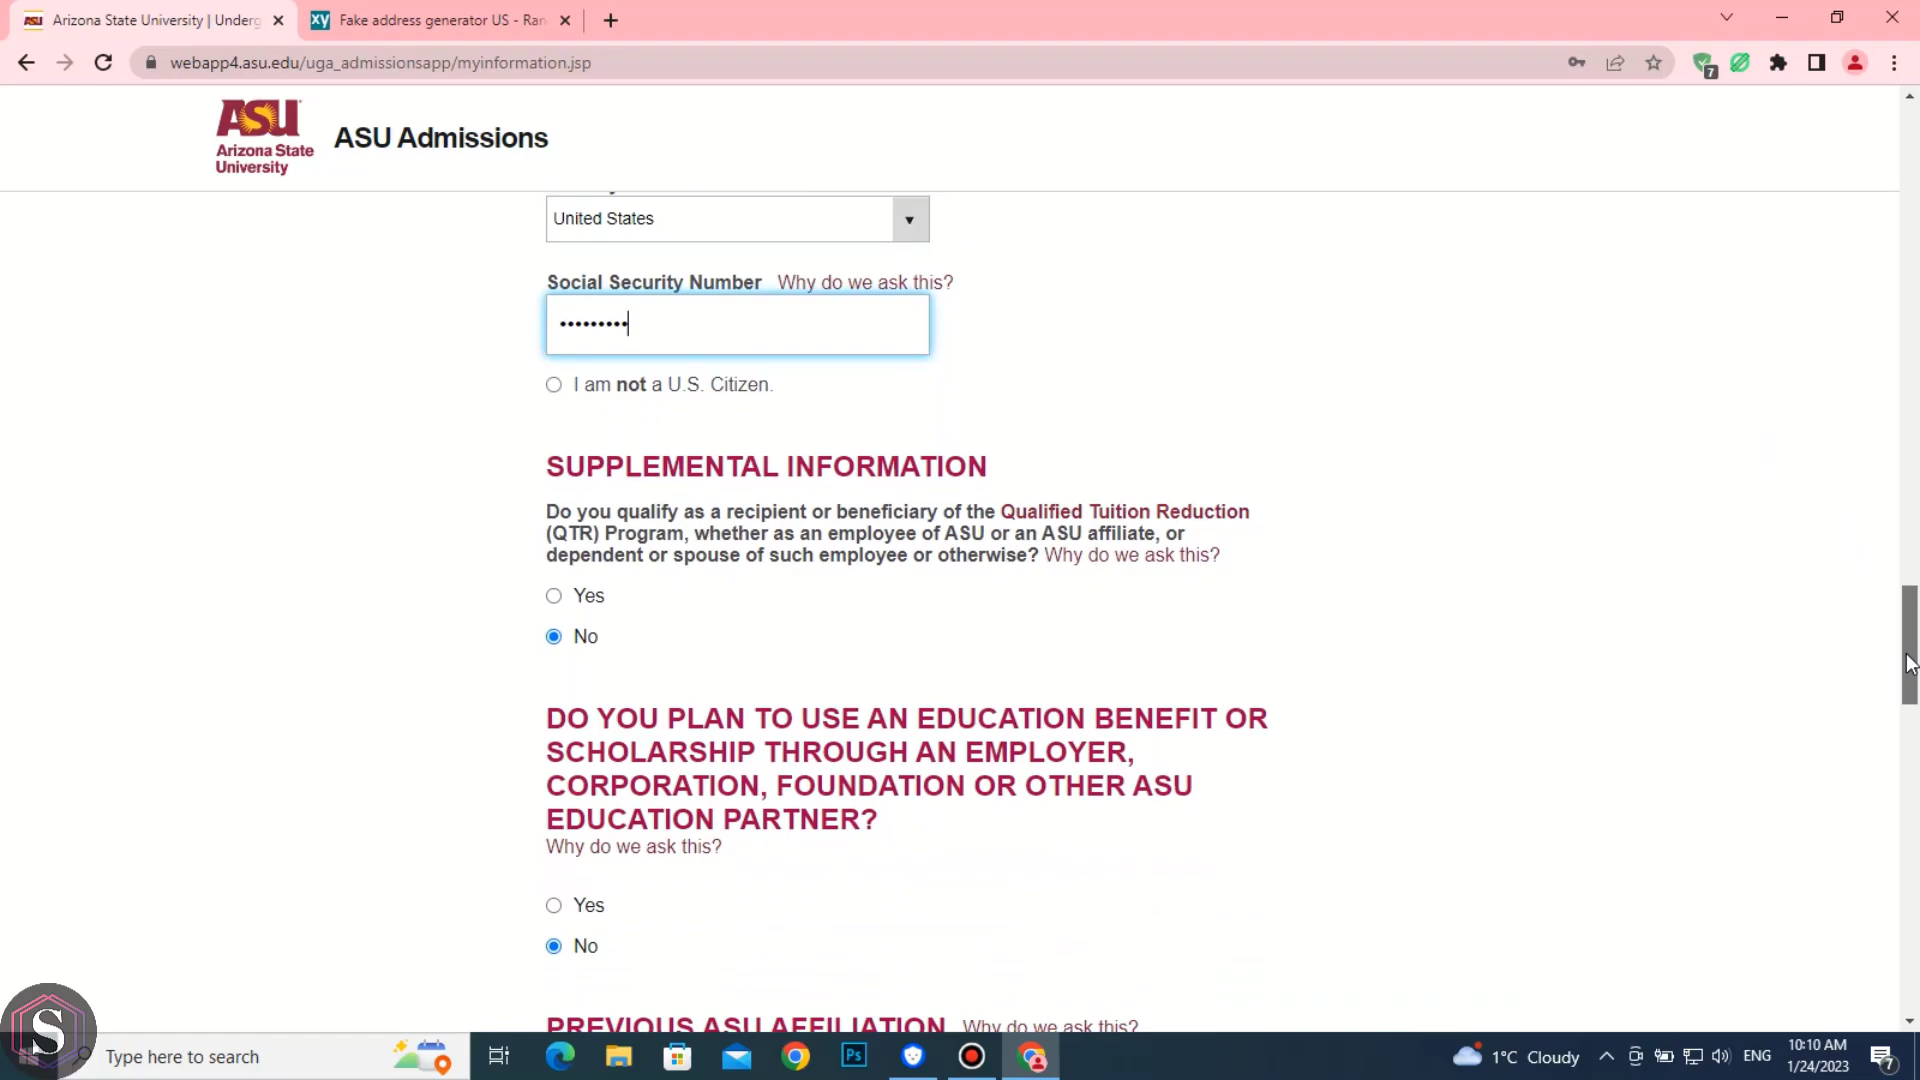 Arizona State University | Underg
Fake address generator US - Ran
webapp4.asu.edu/uga_admissionsapp/myinformation.jsp
7
ASU
Arizona State
University
ASU Admissions
United States
Social Security Number Why do we ask this?
•••••••••
I am not a U.S. Citizen.
SUPPLEMENTAL INFORMATION
Do you qualify as a recipient or beneficiary of the Qualified Tuition Reduction
(QTR) Program, whether as an employee of ASU or an ASU affiliate, or
dependent or spouse of such employee or otherwise? Why do we ask this?
Yes
No
DO YOU PLAN TO USE AN EDUCATION BENEFIT OR
SCHOLARSHIP THROUGH AN EMPLOYER,
CORPORATION, FOUNDATION OR OTHER ASU
EDUCATION PARTNER?
Why do we ask this?
Yes
No
PREVIOUS ASU AFFILIATION Why do we ask this?
S
Type here to search
Ps
1°C Cloudy
ENG
10:10 AM
1/24/2023
7